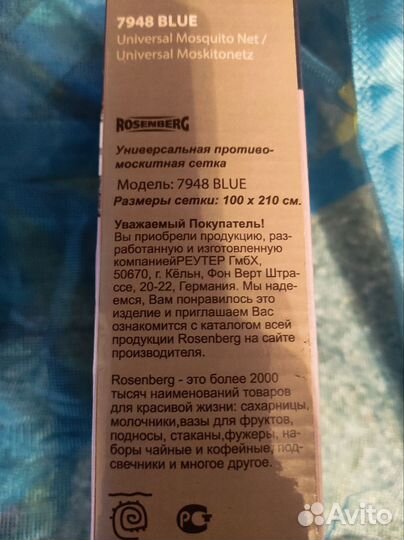 7948 BLUE
Universal Mosquito Net /
Universal Moskitonetz
ROSENBERG
Универсальная противо-
москитная сетка
Модель: 7948 BLUE
Размеры сетки: 100 х 210 см.
Уважаемый Покупатель!
Вы приобрели продукцию, раз-
работанную и изготовленную
компаниейРЕУТЕР ГмбХ,
50670, г. Кёльн, Фон Верт Штра-
ссе, 20-22, Германия. Мы наде-
емся, Вам понравилось это
изделие и приглашаем Вас
ознакомится с каталогом всей
продукции Rosenberg на сайте
производителя.
Rosenberg - это более 2000
тысяч наименований товаров
для красивой жизни: сахарницы,
молочники,вазы для фруктов,
подносы, стаканы,фужеры, на-
боры чайные и кофейные, под-
свечники и многое другое.
РСТ
Avito